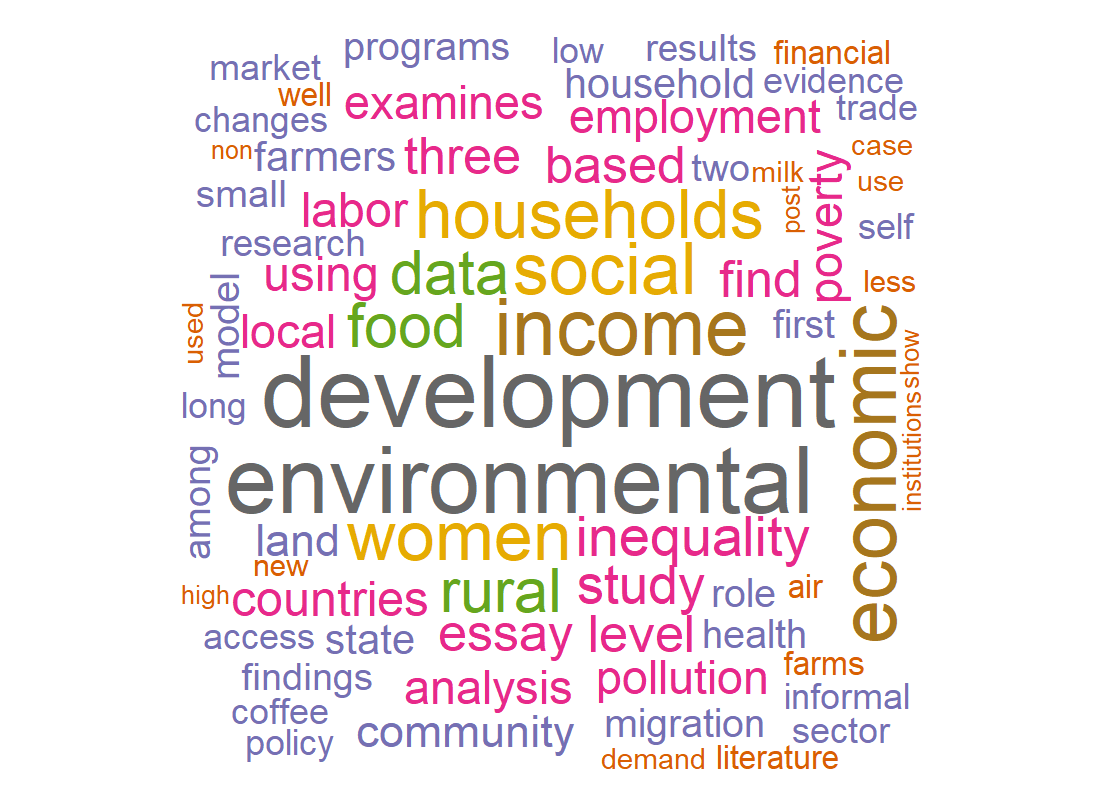 programs
low
results
financial
market
household
evidence
well
examines
employment
trade
changes
non
farmers
three
based
two
milk
case
small
labor
households
post
poverty
use
self
research
using
data
social
find
less
used
model
local
food
income
first
economic
show
long
development
institutions
among
environmental
land
women
inequality
new
high
countries
rural
study
role
air
access
state
essay
level
health
findings
analysis
pollution
farms
informal
coffee
community
migration
sector
policy
demand
literature